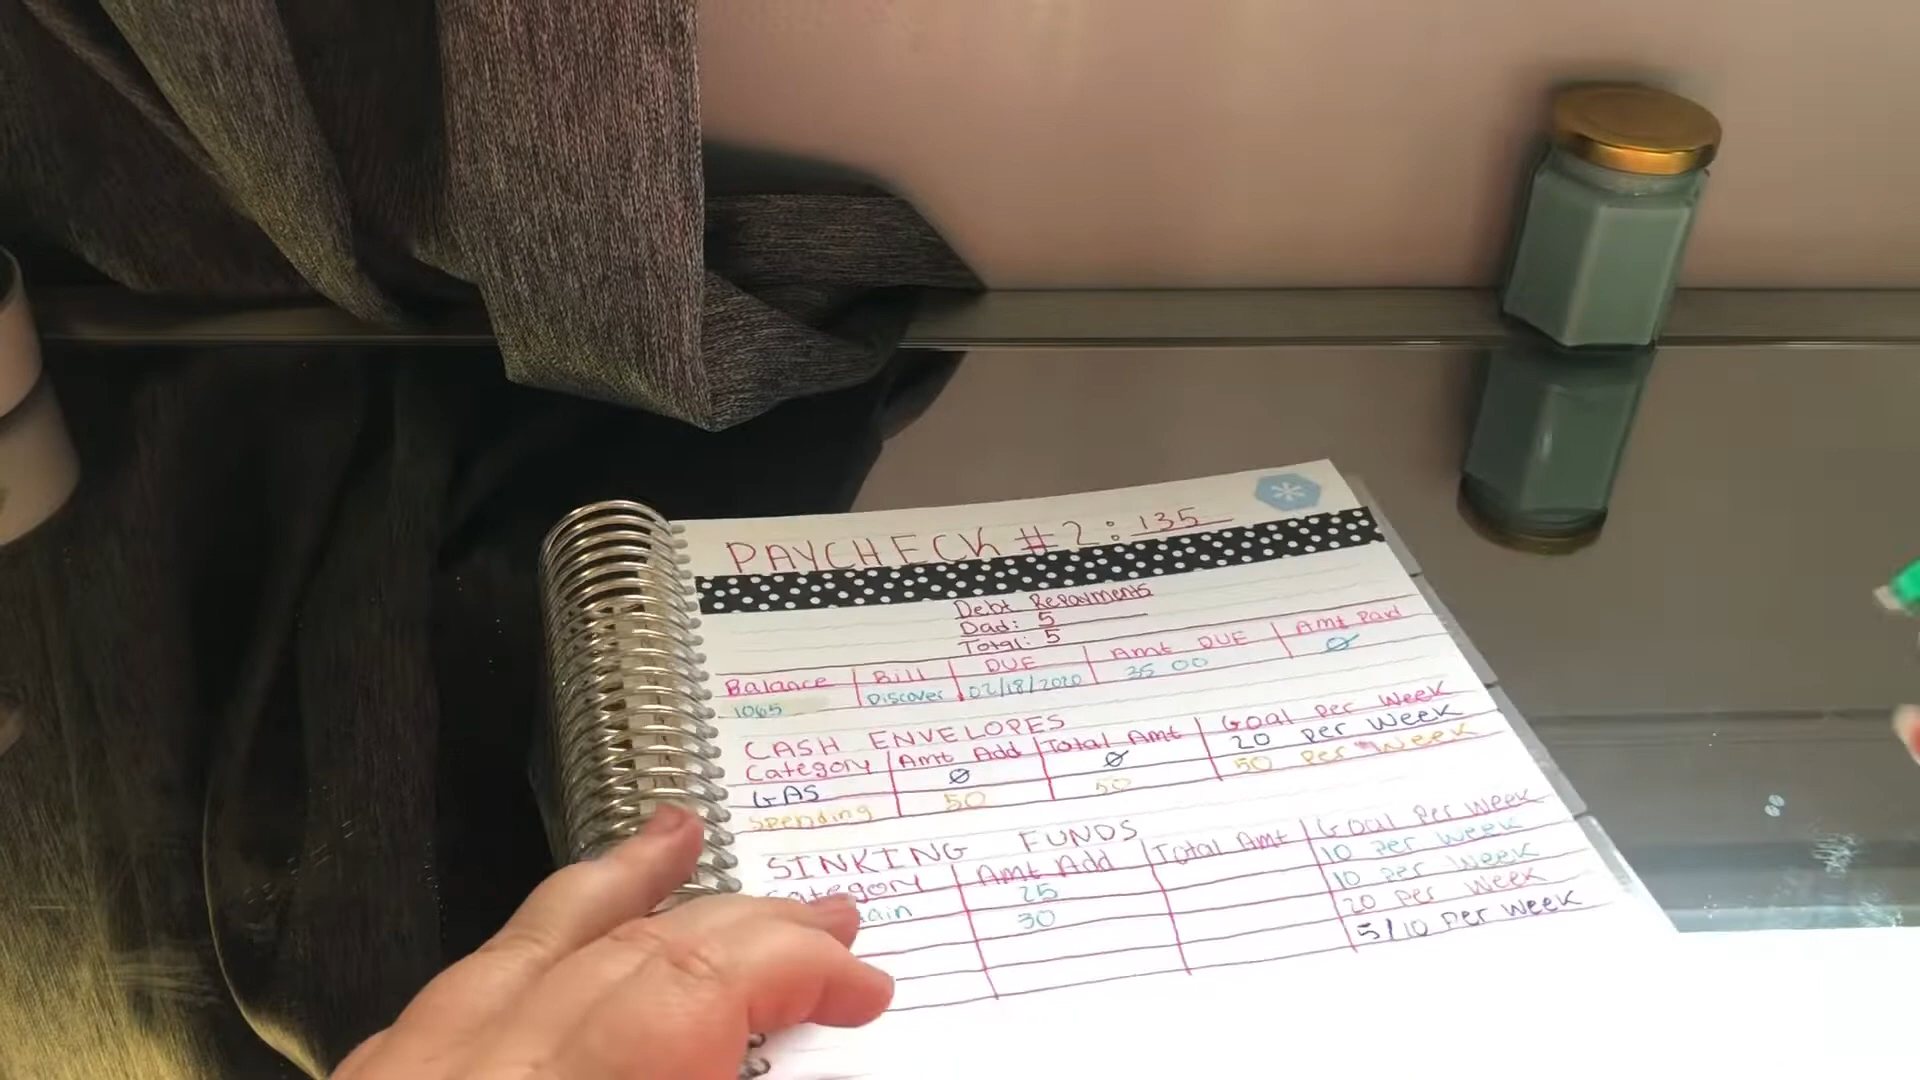 PAYCHECK #2: 135
Debt Repayments
Dad: 5
Total: 5
Balance Bill DUE Amt DUE Amt Paid
1065 Discover 02/18/2020 35 00 Ø
CASH ENVELOPES
Category Amt Add Total Amt Goal Per Week
GAS Ø Ø 20 per week
Spending 50 50 50 per week
SINKING FUNDS
Category Amt Add Total Amt Goal Per Week
25 10 per week
30 10 per week
20 per week
5/10 per week